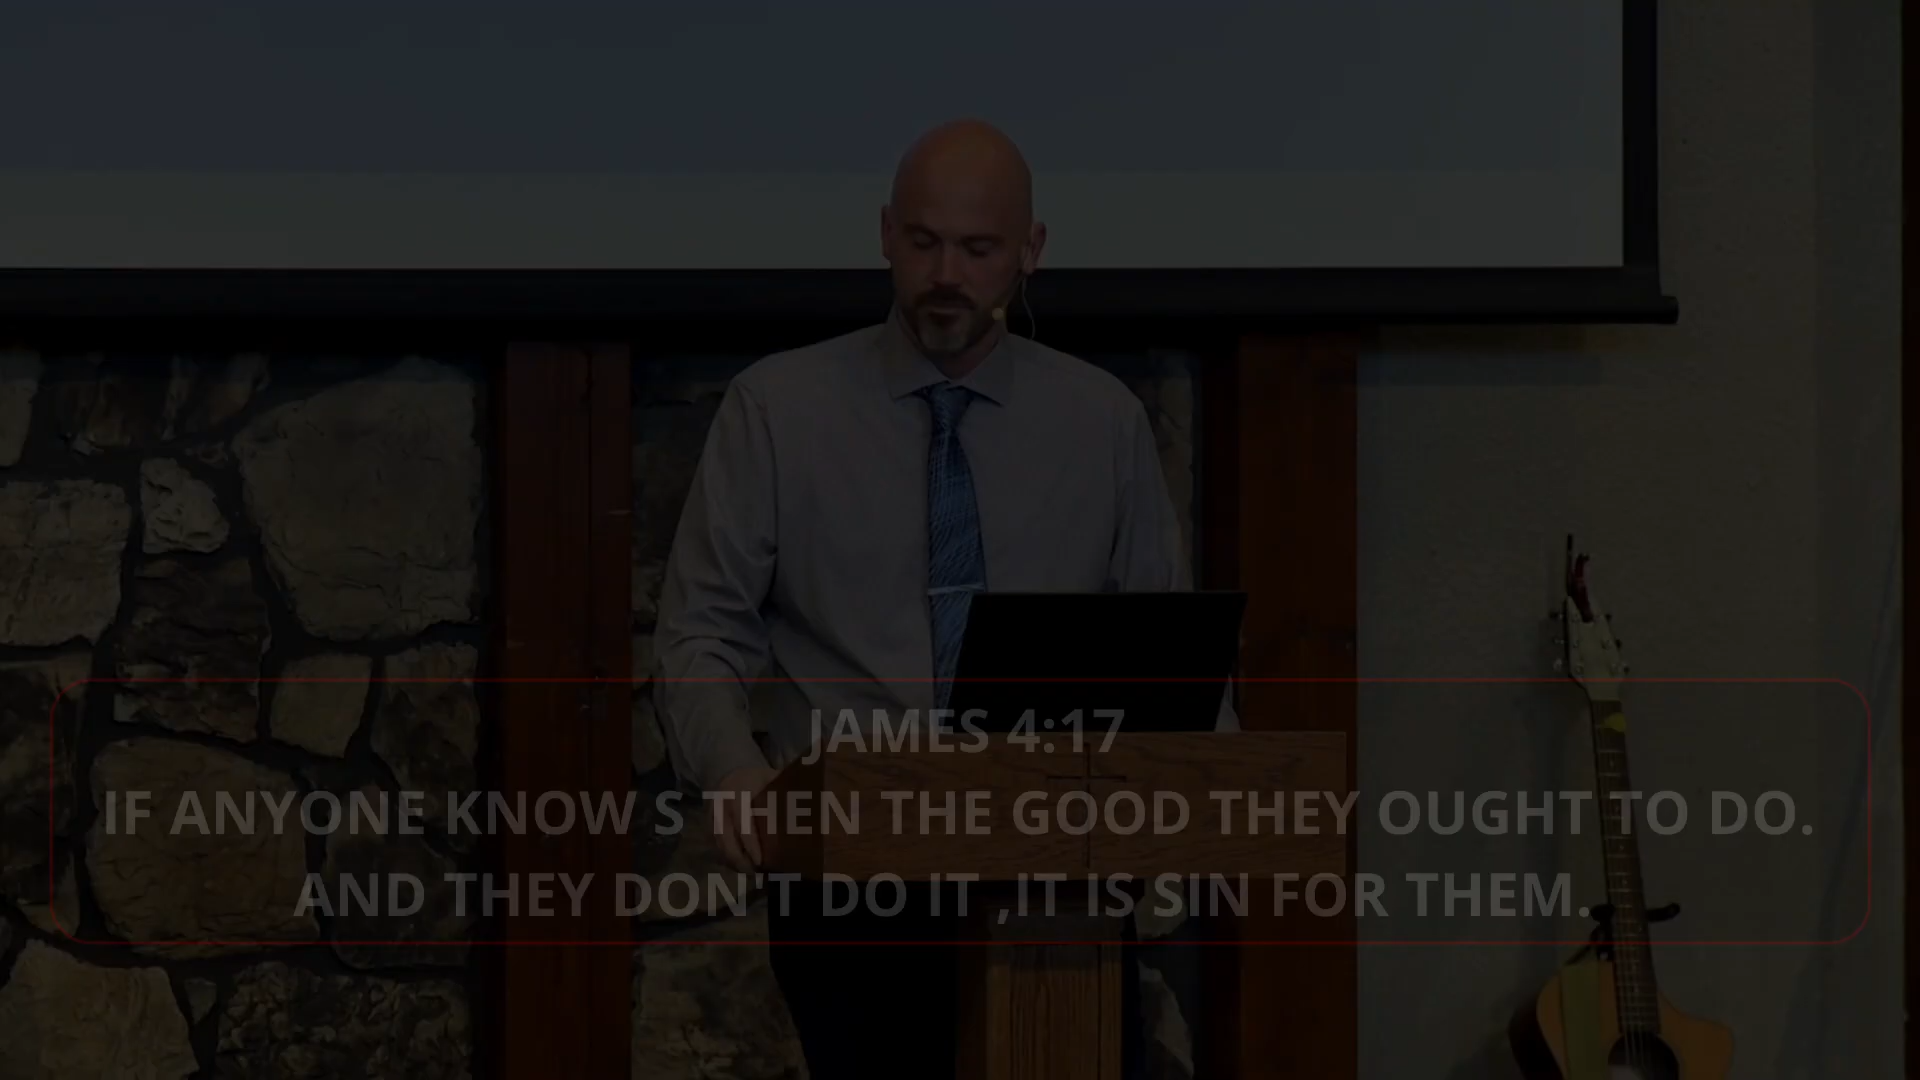 JAMES 4:17
IF ANYONE KNOW S THEN THE GOOD THEY OUGHT TO DO.
AND THEY DON'T DO IT ,IT IS SIN FOR THEM.